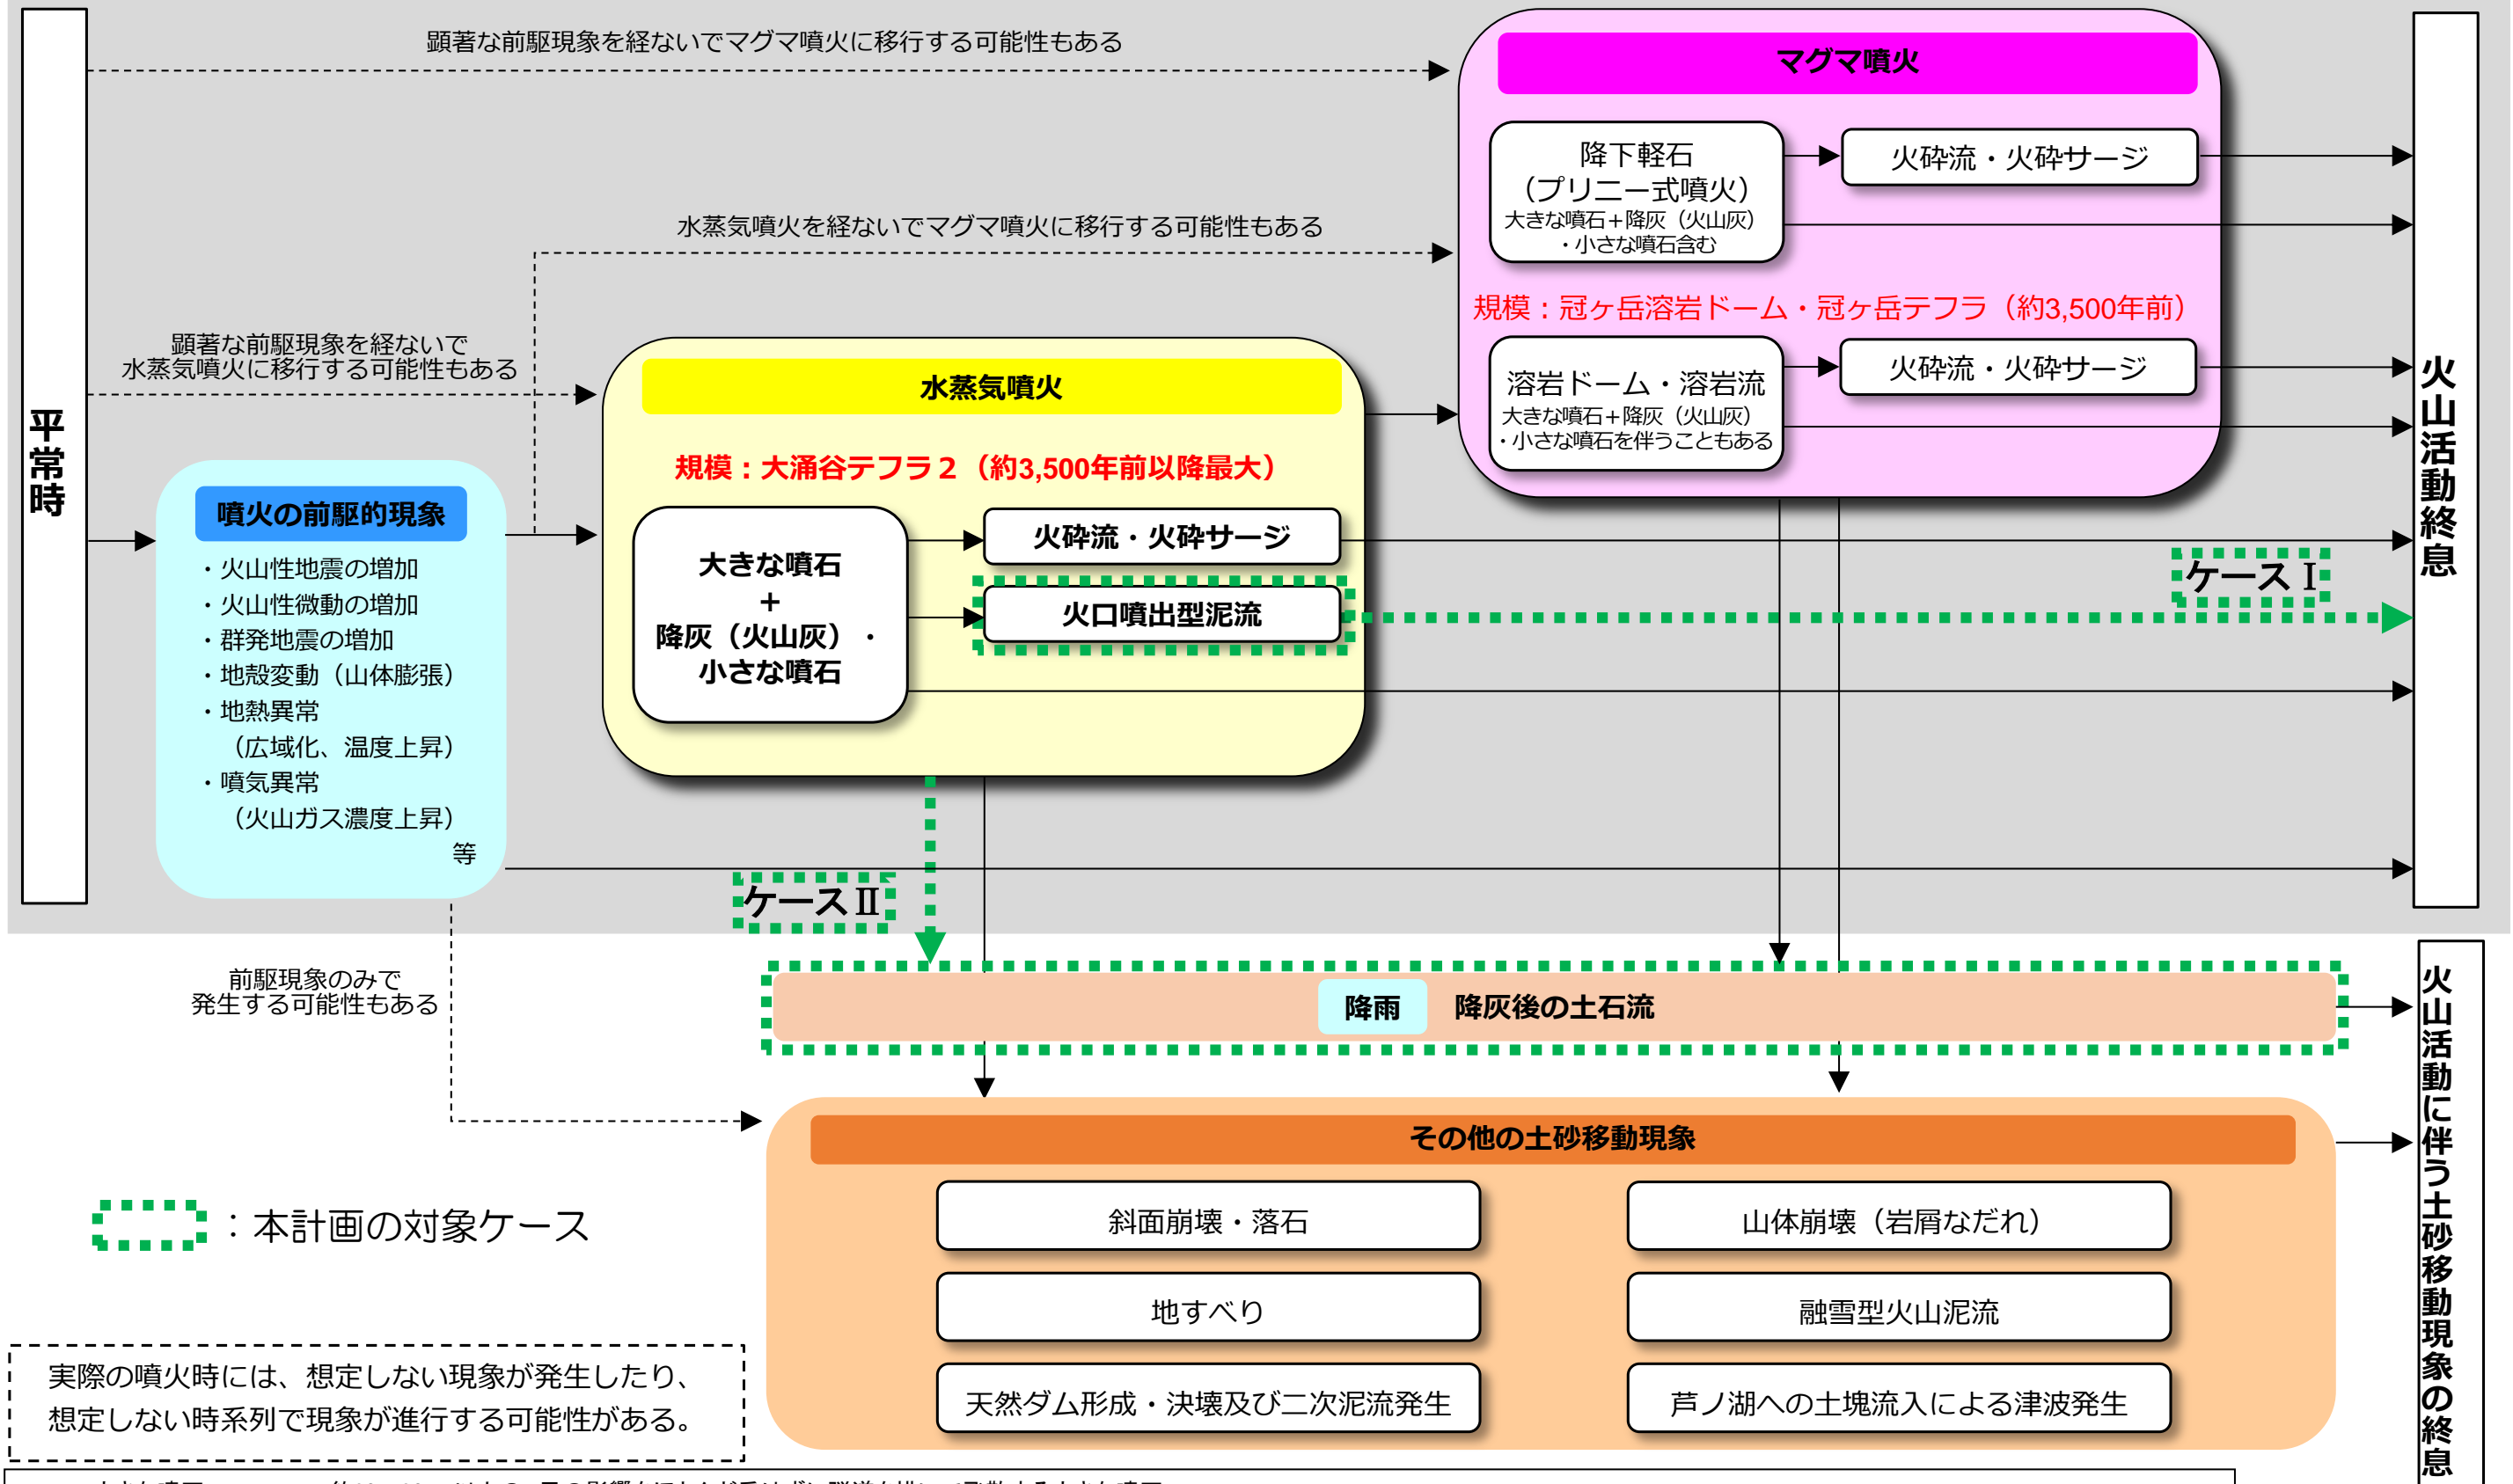 平常時
顕著な前駆現象を経ないでマグマ噴火に移行する可能性もある
水蒸気噴火を経ないでマグマ噴火に移行する可能性もある
顕著な前駆現象を経ないで
水蒸気噴火に移行する可能性もある
噴火の前駆的現象
・火山性地震の増加
・火山性微動の増加
・群発地震の増加
・地殻変動（山体膨張）
・地熱異常
（広域化、温度上昇）
・噴気異常
（火山ガス濃度上昇）
等
水蒸気噴火
規模：大涌谷テフラ２（約3,500年前以降最大）
大きな噴石
+
降灰（火山灰）・
小さな噴石
火砕流・火砕サージ
火口噴出型泥流
マグマ噴火
降下軽石
（プリニー式噴火）
大きな噴石＋降灰（火山灰）
・小さな噴石含む
火砕流・火砕サージ
規模：冠ヶ岳溶岩ドーム・冠ヶ岳テフラ（約3,500年前）
溶岩ドーム・溶岩流
大きな噴石＋降灰（火山灰）
・小さな噴石を伴うこともある
火砕流・火砕サージ
火山活動終息
ケースⅠ
ケースⅡ
前駆現象のみで
発生する可能性もある
降雨
降灰後の土石流
その他の土砂移動現象
斜面崩壊・落石
山体崩壊（岩屑なだれ）
地すべり
融雪型火山泥流
天然ダム形成・決壊及び二次泥流発生
芦ノ湖への土塊流入による津波発生
火山活動に伴う土砂移動現象の終息
：本計画の対象ケース
実際の噴火時には、想定しない現象が発生したり、
想定しない時系列で現象が進行する可能性がある。